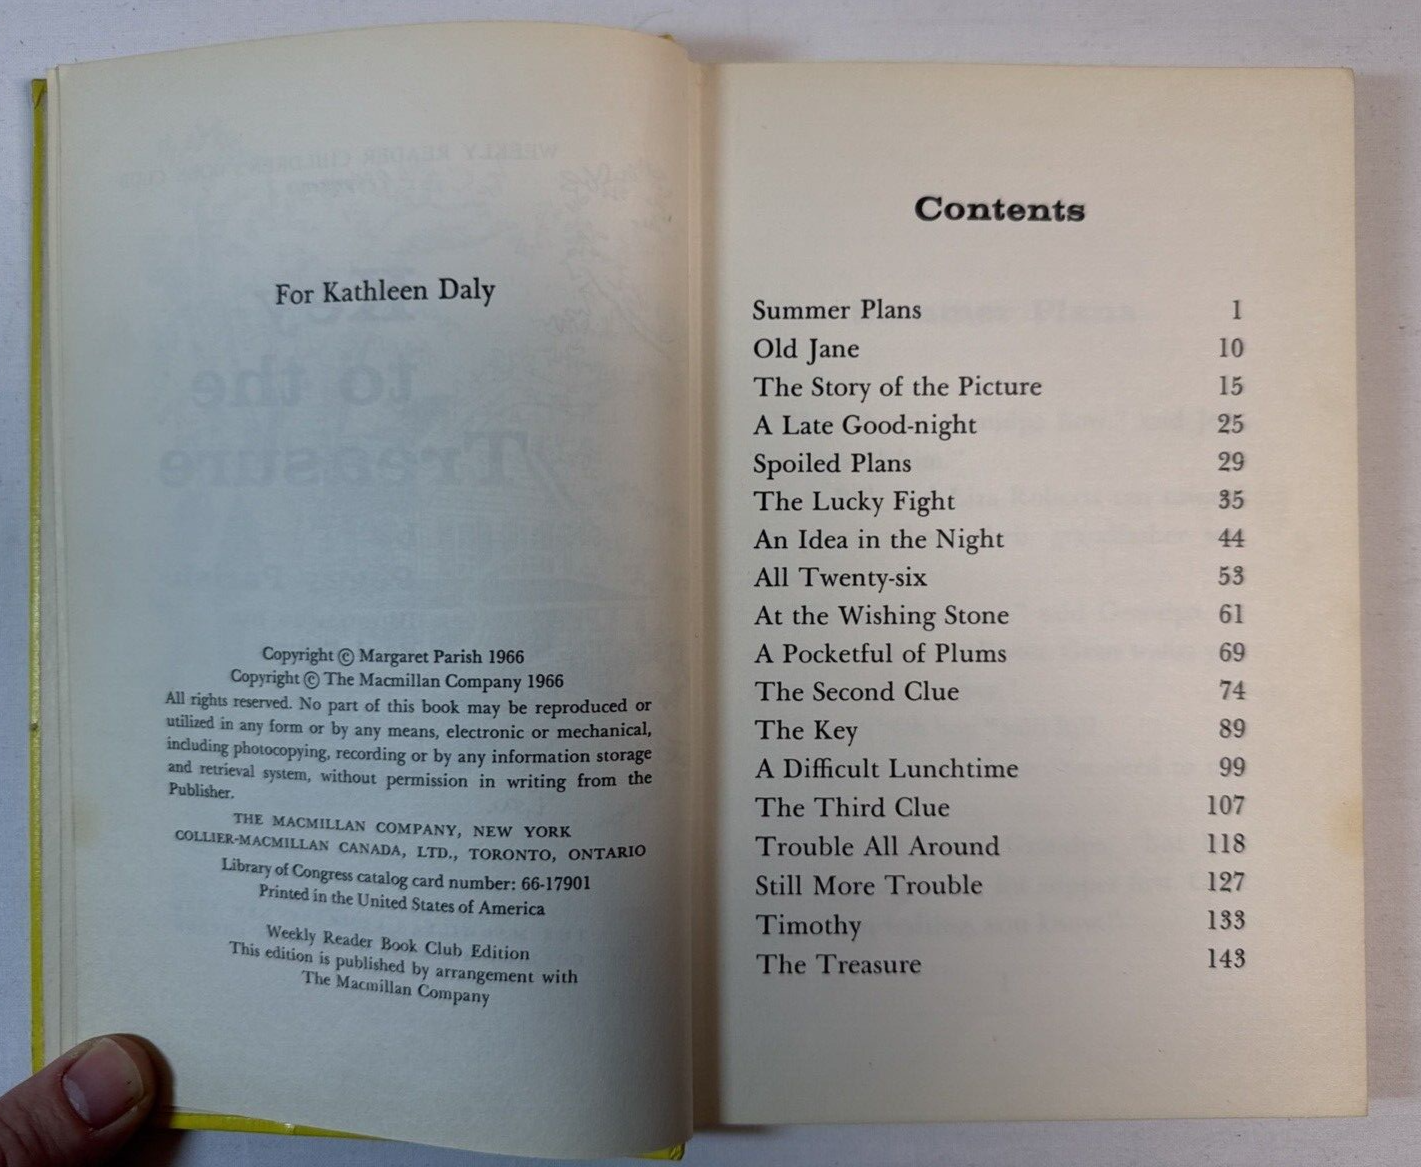 For Kathleen Daly
Copyright © Margaret Parish 1966
Copyright © The Macmillan Company 1966
All rights reserved. No part of this book may be reproduced or
utilized in any form or by any means, electronic or mechanical,
including photocopying, recording or by any information storage
and retrieval system, without permission in writing from the
Publisher.
THE MACMILLAN COMPANY, NEW YORK
COLLIER-MACMILLAN CANADA, LTD., TORONTO, ONTARIO
Library of Congress catalog card number: 66-17901
Printed in the United States of America
Weekly Reader Book Club Edition
This edition is published by arrangement with
The Macmillan Company
Contents
Summer Plans 1
Old Jane 10
The Story of the Picture 15
A Late Good-night 25
Spoiled Plans 29
The Lucky Fight 35
An Idea in the Night 44
All Twenty-six 53
At the Wishing Stone 61
A Pocketful of Plums 69
The Second Clue 74
The Key 89
A Difficult Lunchtime 99
The Third Clue 107
Trouble All Around 118
Still More Trouble 127
Timothy 133
The Treasure 143